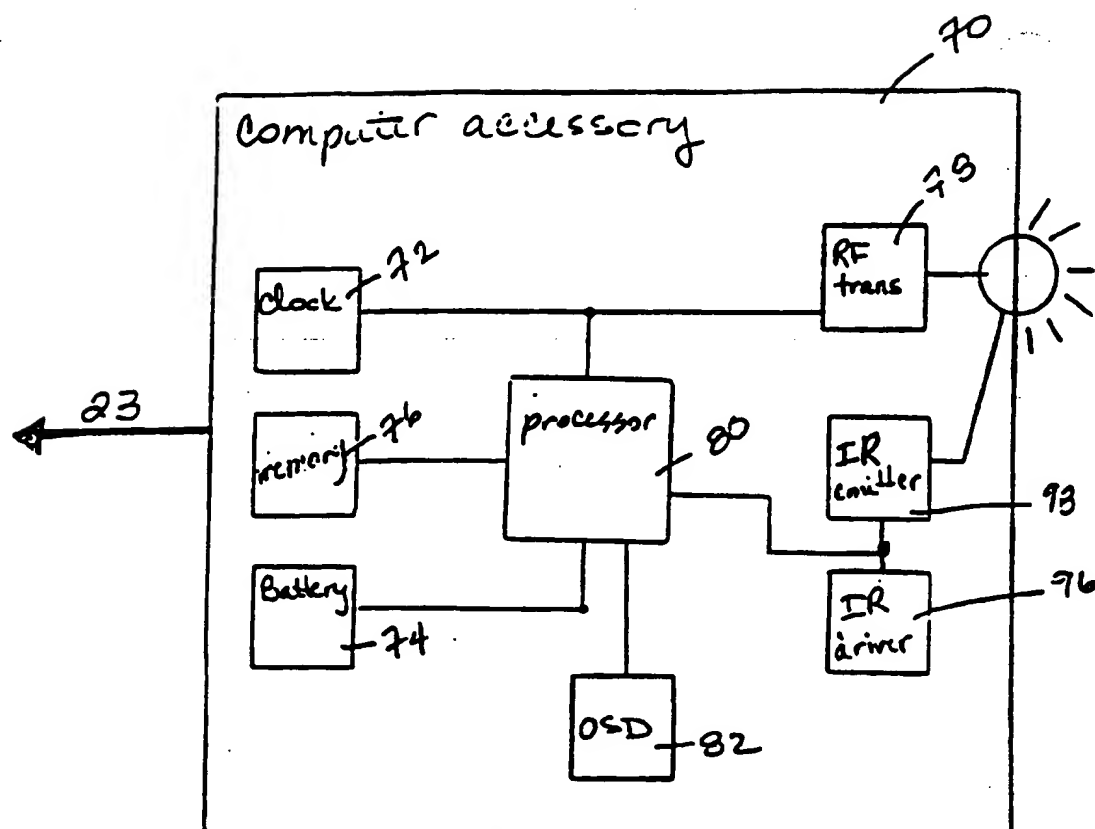 70
computer accessory
RF
trans
clock
72
23
processor
80
memory
76
IR
emitter
93
Battery
74
IR
driver
96
OSD
82